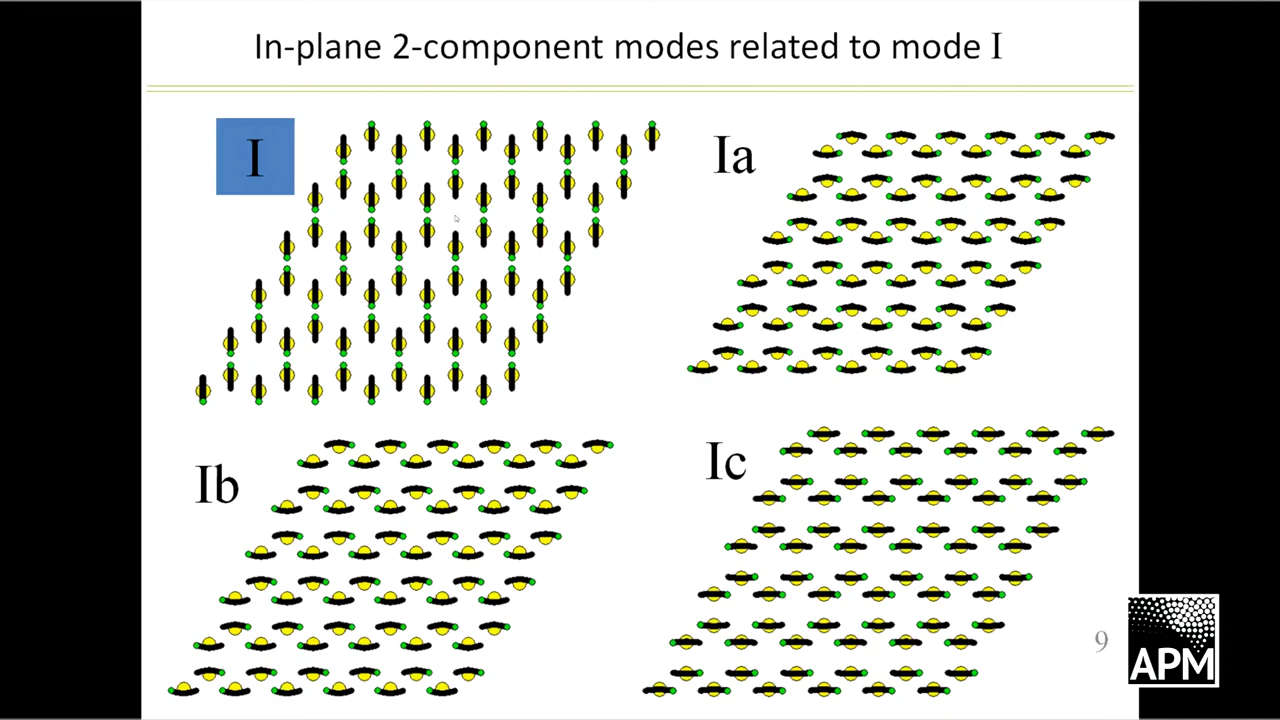 In-plane 2-component modes related to mode I
I
Ia
Ib
Ic
9
APM